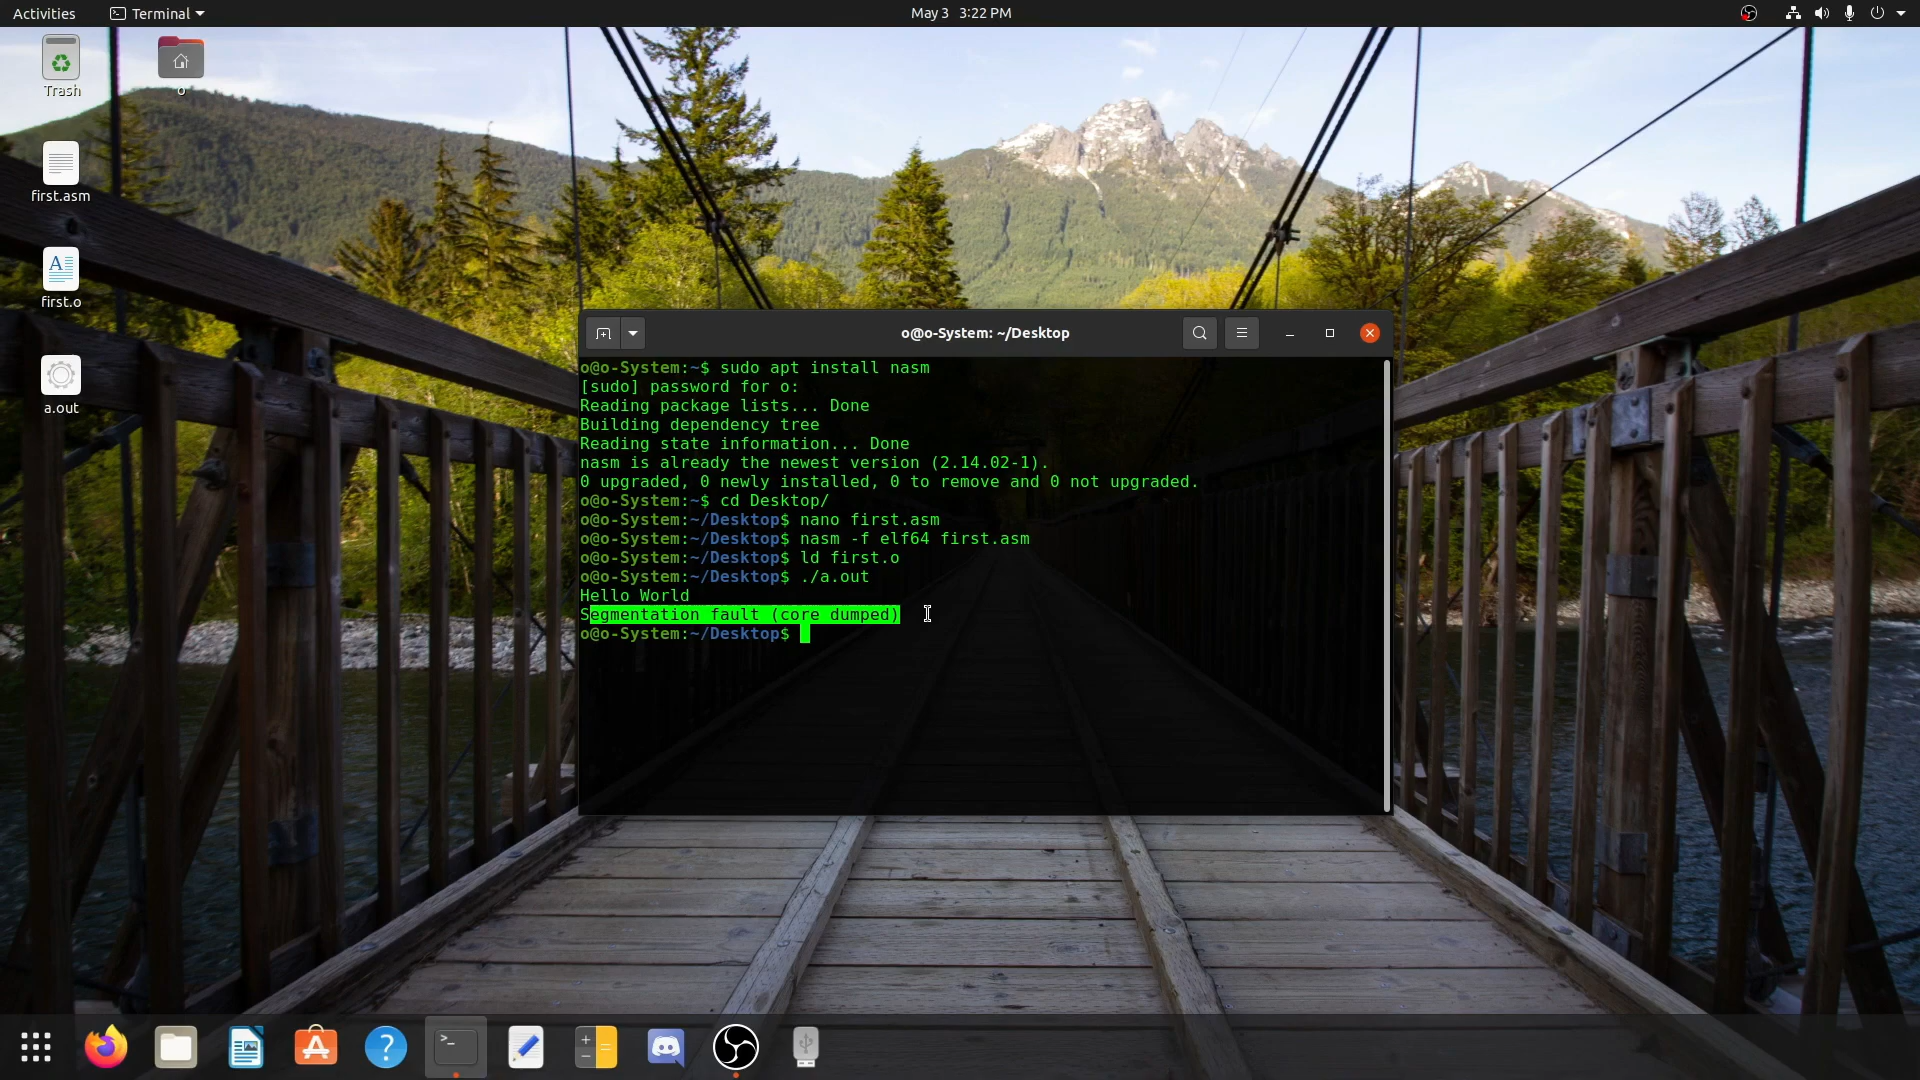 Activities
Terminal
May 3 3:22 PM
Trash
o
first.asm
first.o
a.out
o@o-System: ~/Desktop
o@o-System:~$ sudo apt install nasm
[sudo] password for o:
Reading package lists... Done
Building dependency tree
Reading state information... Done
nasm is already the newest version (2.14.02-1).
0 upgraded, 0 newly installed, 0 to remove and 0 not upgraded.
o@o-System:~$ cd Desktop/
o@o-System:~/Desktop$ nano first.asm
o@o-System:~/Desktop$ nasm -f elf64 first.asm
o@o-System:~/Desktop$ ld first.o
o@o-System:~/Desktop$ ./a.out
Hello World
Segmentation fault (core dumped)
o@o-System:~/Desktop$